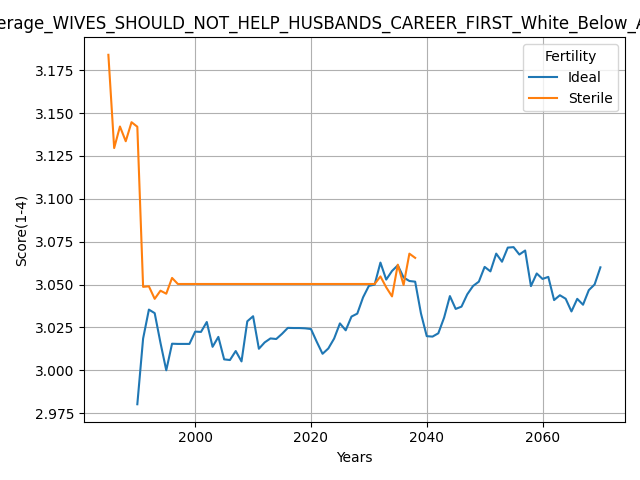 erage_WIVES_SHOULD_NOT_HELP_HUSBANDS_CAREER_FIRST_White_Below_A
Fertility
Ideal
Sterile
Score(1-4)
3.175
3.150
3.125
3.100
3.075
3.050
3.025
3.000
2.975
2000 2020 2040 2060
Years